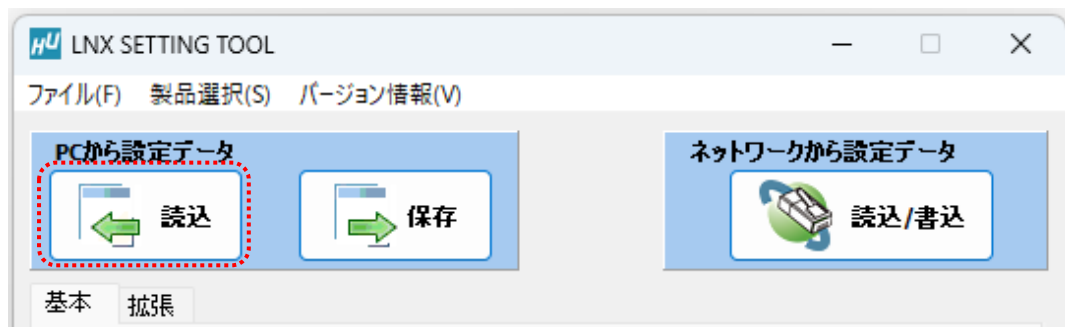 HU LNX SETTING TOOL
ファイル(F) 製品選択(S) バージョン情報(V)
PCから設定データ
読込
保存
ネットワークから設定データ
読込/書込
基本 拡張